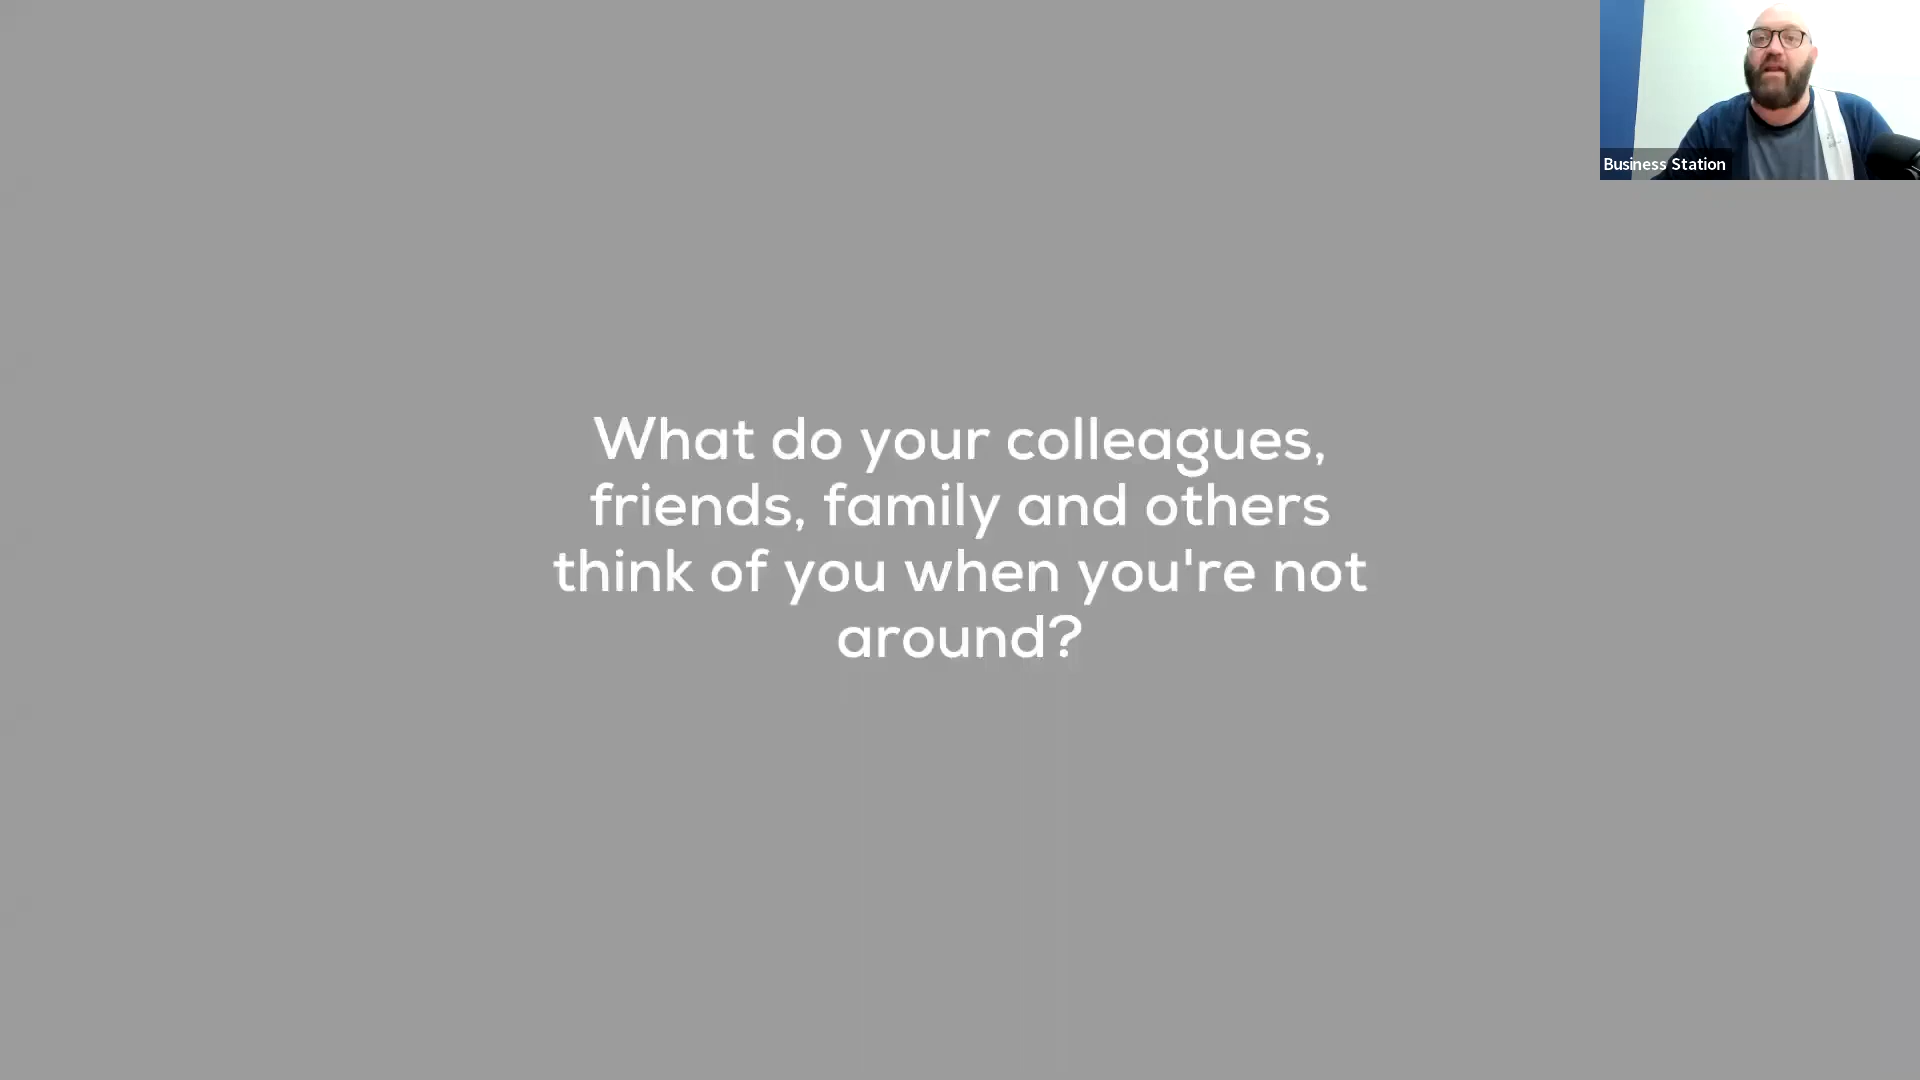 Business Station
What do your colleagues,
friends, family and others
think of you when you're not
around?